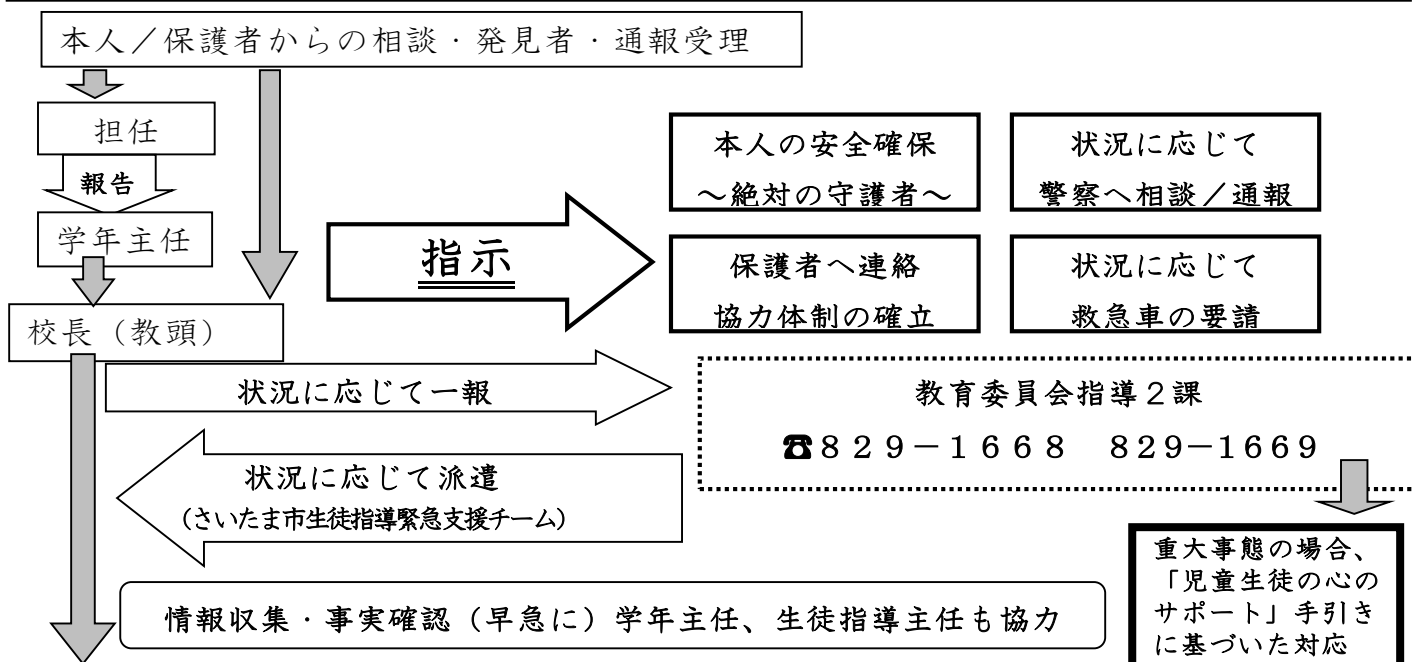 本人／保護者からの相談・発見者・通報受理
担任
報告
学年主任
校長（教頭）
指示
本人の安全確保
～絶対の守護者～
状況に応じて
警察へ相談／通報
保護者へ連絡
協力体制の確立
状況に応じて
救急車の要請
状況に応じて一報
教育委員会指導２課
☎８２９－１６６８　829－1669
状況に応じて派遣
（さいたま市生徒指導緊急支援チーム）
重大事態の場合、
「児童生徒の心の
サポート」手引き
に基づいた対応
情報収集・事実確認（早急に）学年主任、生徒指導主任も協力